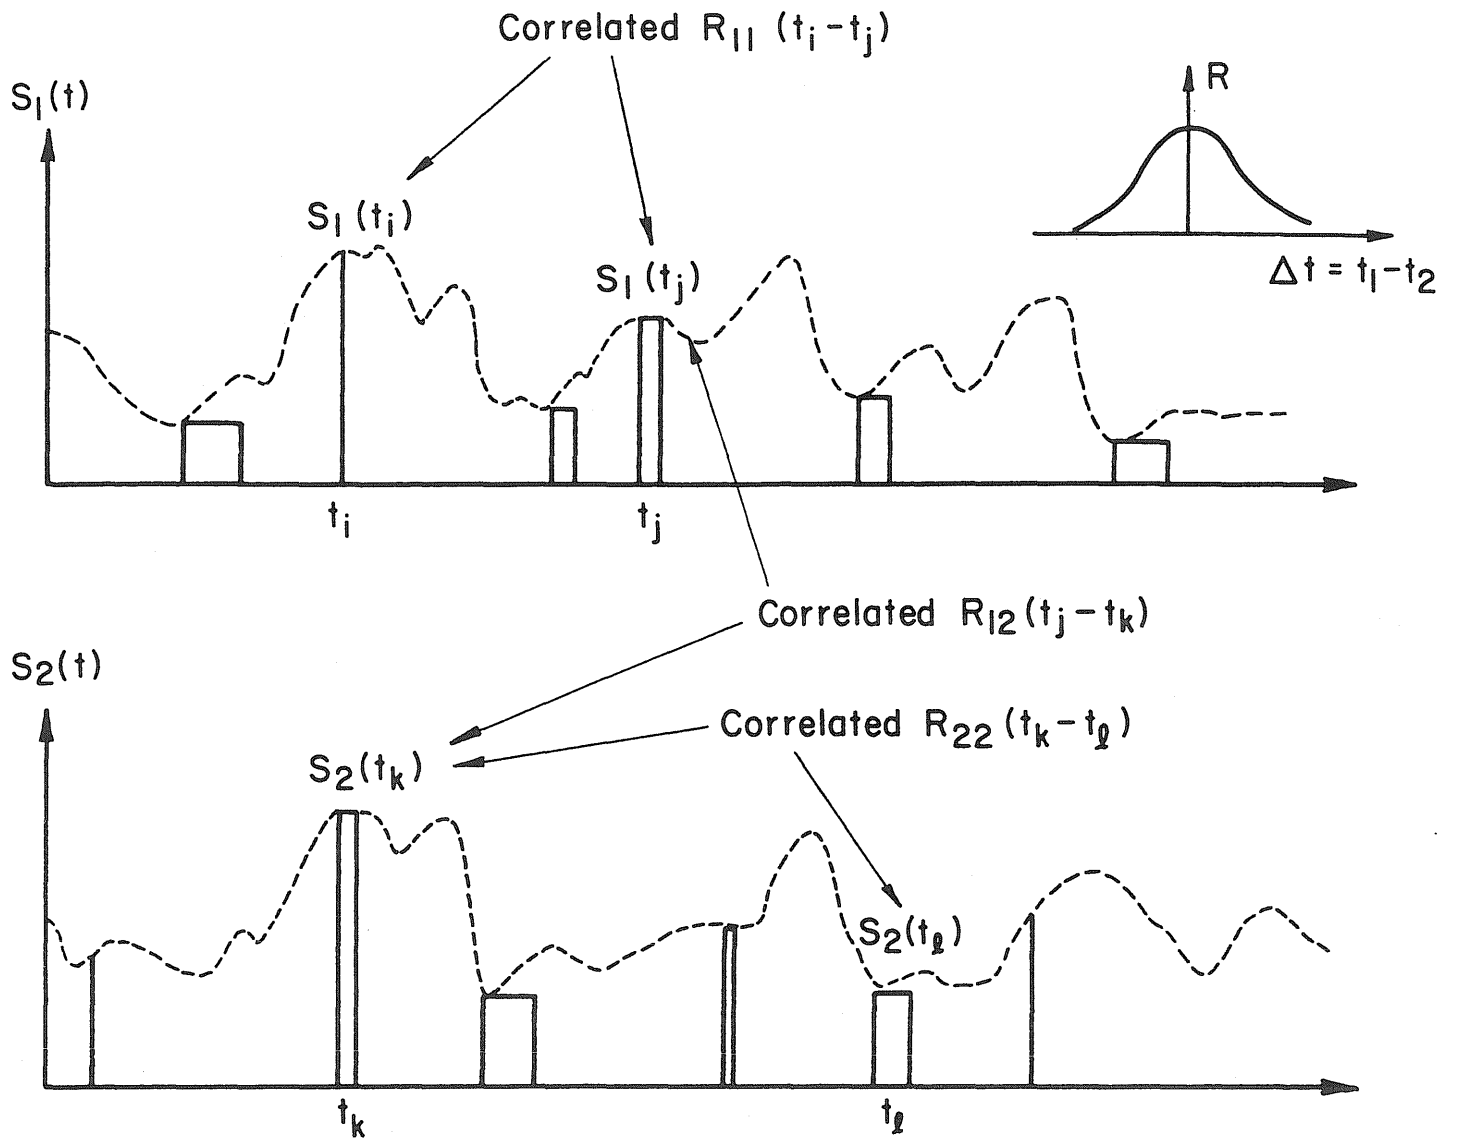 Correlated R₁₁ (tᵢ – tⱼ)
S₁(t)
R
S₁(tᵢ)
S₁(tⱼ)
Δt = t₁ – t₂
tᵢ
tⱼ
Correlated R₁₂ (tⱼ – tₖ)
S₂(t)
Correlated R₂₂ (tₖ – tℓ)
S₂(tₖ)
S₂(tℓ)
tₖ
tℓ